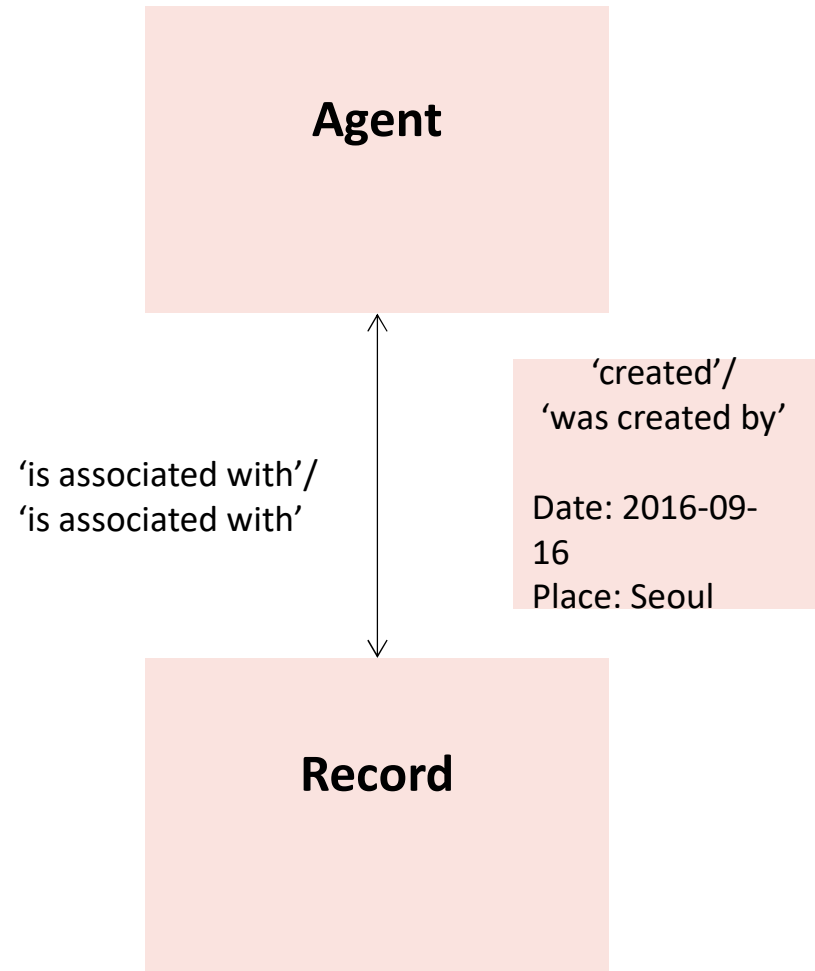 Agent
‘created’/
‘was created by’
‘is associated with’/
‘is associated with’
Date: 2016-09-
16
Place: Seoul
Record